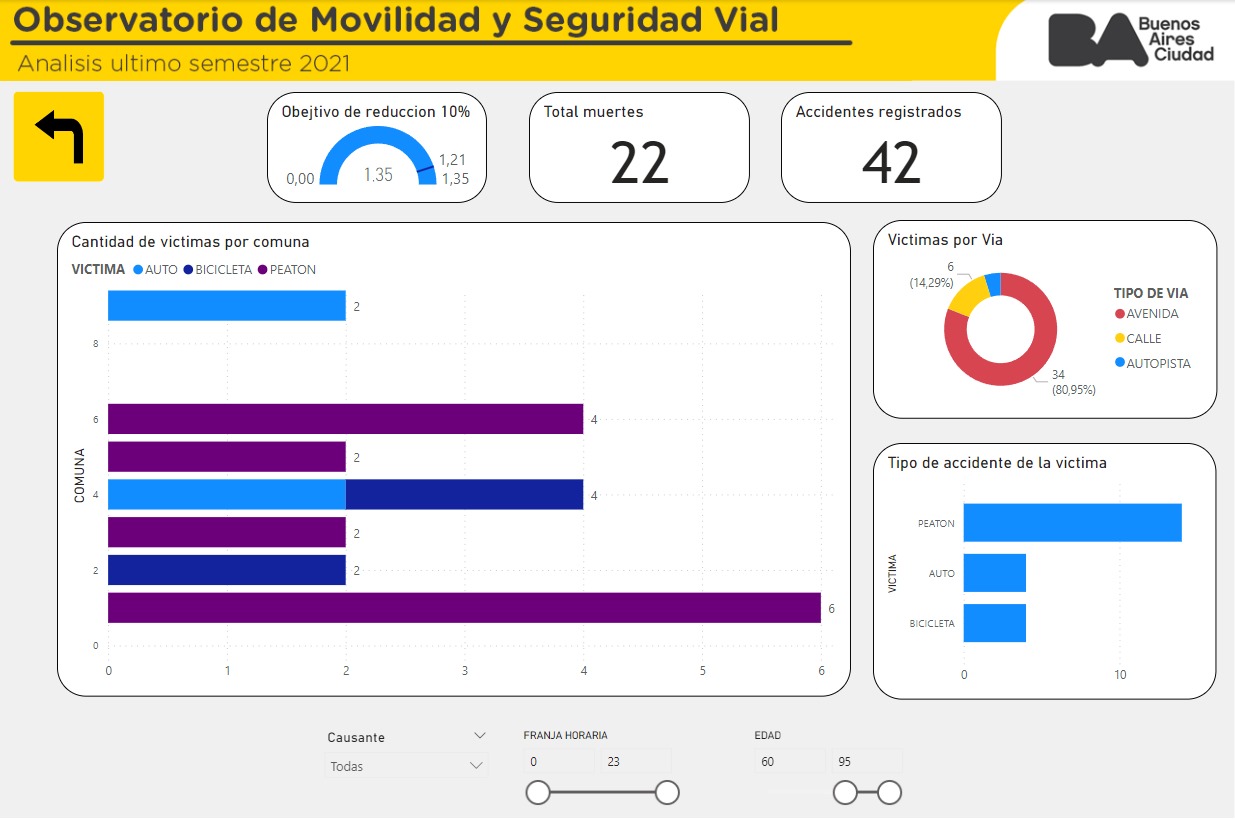 Observatorio de Movilidad y Seguridad Vial
Analisis ultimo semestre 2021
BA Buenos
Aires
Ciudad
Obejtivo de reduccion 10%
0,00
1.35
1,21
1,35
Total muertes
22
Accidentes registrados
42
Cantidad de victimas por comuna
VICTIMA AUTO BICICLETA PEATON
2
8
6
4
2
COMUNA
4
4
2
2
2
6
0
0 1 2 3 4 5 6
Victimas por Via
6
(14,29%)
34
(80,95%)
TIPO DE VIA
AVENIDA
CALLE
AUTOPISTA
Tipo de accidente de la victima
VICTIMA
PEATON
AUTO
BICICLETA
0 10
Causante
Todas
FRANJA HORARIA
0 23
EDAD
60 95